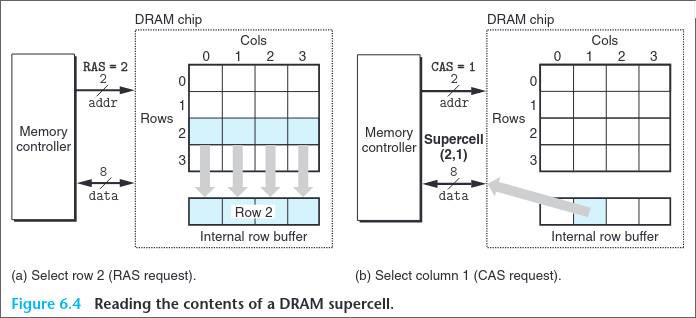 DRAM chip
Cols
0 1 2 3
RAS = 2
2
addr
Rows
0
1
2
3
Memory
controller
8
data
Row 2
Internal row buffer
(a) Select row 2 (RAS request).
DRAM chip
Cols
0 1 2 3
CAS = 1
2
addr
Rows
0
1
2
3
Memory
controller
Supercell
(2,1)
8
data
Internal row buffer
(b) Select column 1 (CAS request).
Figure 6.4 Reading the contents of a DRAM supercell.